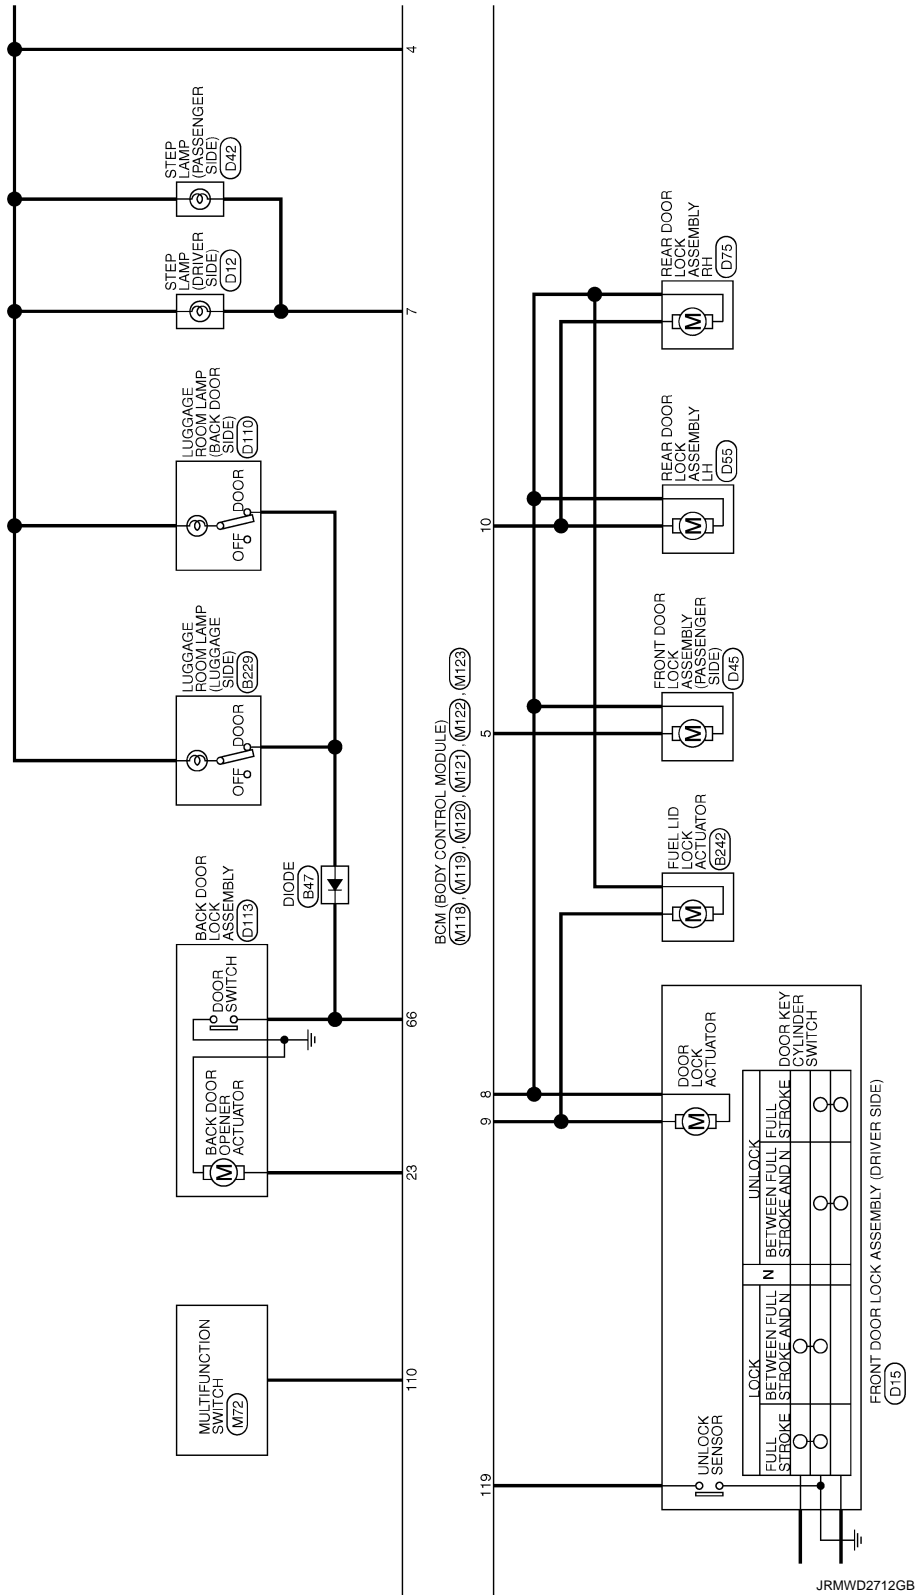 MULTIFUNCTION
SWITCH
M72
110
BACK DOOR
LOCK
ASSEMBLY
D113
BACK DOOR
OPENER
ACTUATOR
M
DOOR
SWITCH
23
66
DIODE
B47
LUGGAGE
ROOM LAMP
(LUGGAGE
SIDE)
B229
OFF
DOOR
LUGGAGE
ROOM LAMP
(BACK DOOR
SIDE)
D110
OFF
DOOR
STEP
LAMP
(DRIVER
SIDE)
D12
7
STEP
LAMP
(PASSENGER
SIDE)
D42
4
BCM (BODY CONTROL MODULE)
M118 , M119 , M120 , M121 , M122 , M123
119
9
8
5
10
UNLOCK
SENSOR
DOOR
LOCK
ACTUATOR
M
DOOR KEY
CYLINDER
SWITCH
LOCK
N
UNLOCK
FULL
STROKE
BETWEEN FULL
STROKE AND N
BETWEEN FULL
STROKE AND N
FULL
STROKE
FRONT DOOR LOCK ASSEMBLY (DRIVER SIDE)
D15
FUEL LID
LOCK
ACTUATOR
B242
M
FRONT DOOR
LOCK
ASSEMBLY
(PASSENGER
SIDE)
D45
M
REAR DOOR
LOCK
ASSEMBLY
LH
D55
M
REAR DOOR
LOCK
ASSEMBLY
RH
D75
M
JRMWD2712GB